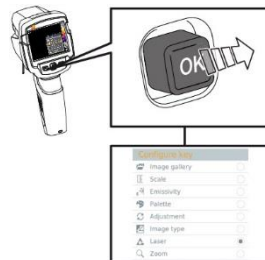 OK
Configure key
Image gallery
Scale
Emissivity
Palette
Adjustment
Image type
Laser
Zoom